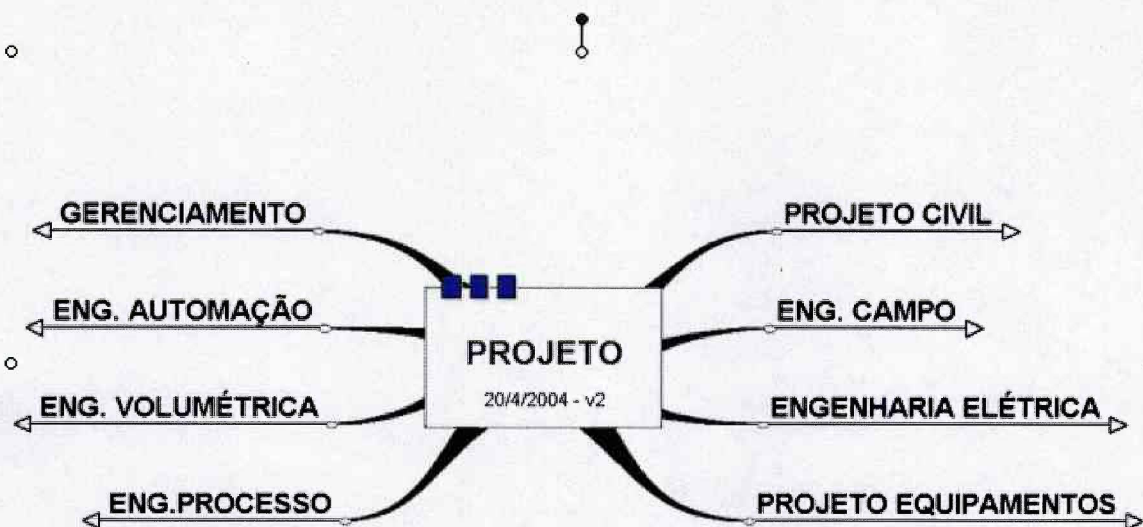 GERENCIAMENTO
PROJETO CIVIL
ENG. AUTOMAÇÃO
ENG. CAMPO
PROJETO
20/4/2004 - v2
ENG. VOLUMÉTRICA
ENGENHARIA ELÉTRICA
ENG.PROCESSO
PROJETO EQUIPAMENTOS